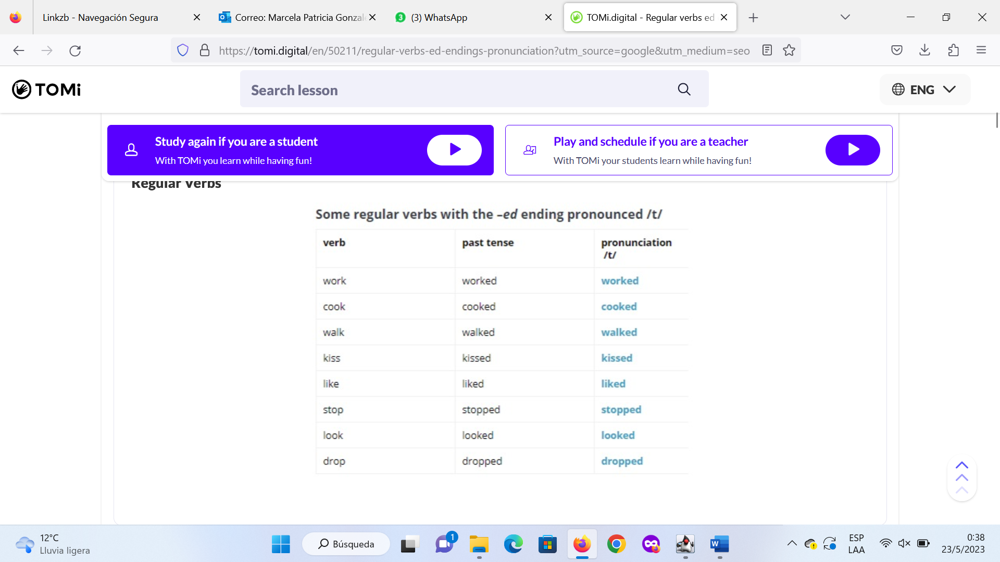 Linkzb - Navegación Segura
Correo: Marcela Patricia Gonzal
(3) WhatsApp
TOMi.digital - Regular verbs ed
https://tomi.digital/en/50211/regular-verbs-ed-endings-pronunciation?utm_source=google&utm_medium=seo
TOMi
Search lesson
ENG
Study again if you are a student
With TOMi you learn while having fun!
Play and schedule if you are a teacher
With TOMi your students learn while having fun!
Regular Verbs
Some regular verbs with the –ed ending pronounced /t/
verb past tense pronunciation
/t/
work worked worked
cook cooked cooked
walk walked walked
kiss kissed kissed
like liked liked
stop stopped stopped
look looked looked
drop dropped dropped
12°C
Lluvia ligera
Búsqueda
1
ESP
LAA
0:38
23/5/2023